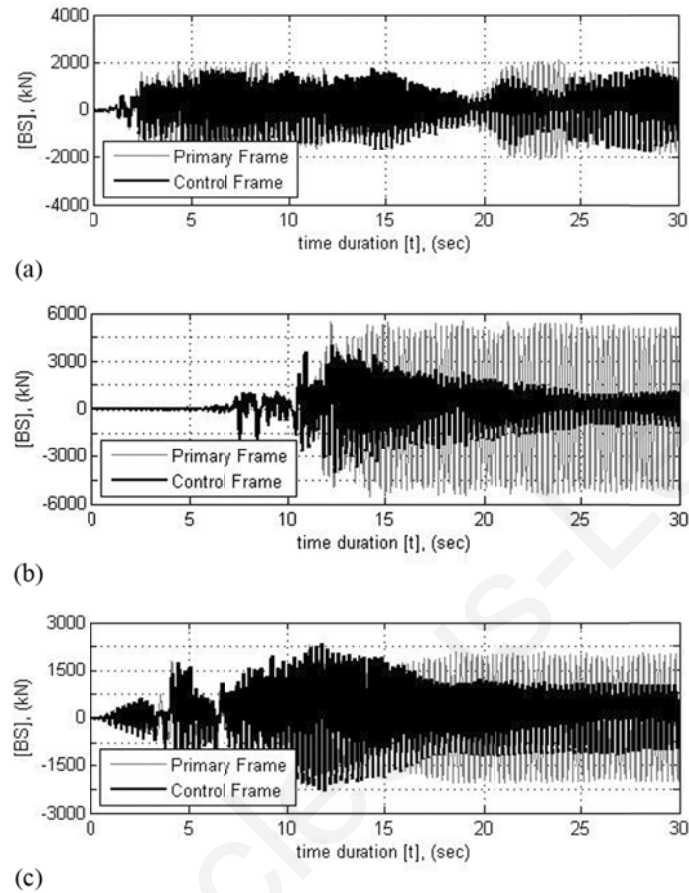 4000
2000
0
-2000
-4000
[BS], (kN)
Primary Frame
Control Frame
0 5 10 15 20 25 30
time duration [t], (sec)
(a)
6000
3000
0
-3000
-6000
[BS], (kN)
Primary Frame
Control Frame
0 5 10 15 20 25 30
time duration [t], (sec)
(b)
3000
1500
0
-1500
-3000
[BS], (kN)
Primary Frame
Control Frame
0 5 10 15 20 25 30
time duration [t], (sec)
(c)